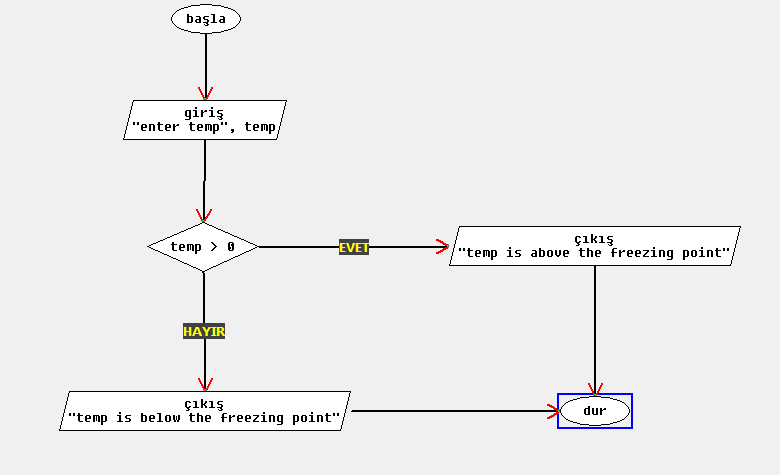 başla
giriş
"enter temp", temp
temp > 0
EVET
çıkış
"temp is above the freezing point"
HAYIR
çıkış
"temp is below the freezing point"
dur